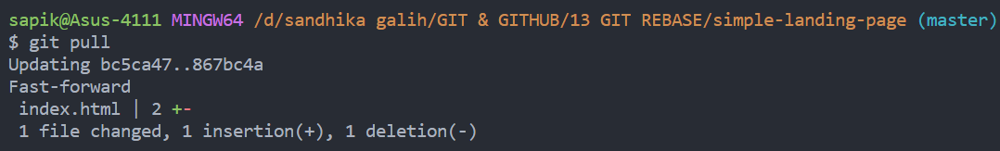 sapik@Asus-4111 MINGW64 /d/sandhika galih/GIT & GITHUB/13 GIT REBASE/simple-landing-page (master)
$ git pull
Updating bc5ca47..867bc4a
Fast-forward
 index.html | 2 +-
 1 file changed, 1 insertion(+), 1 deletion(-)